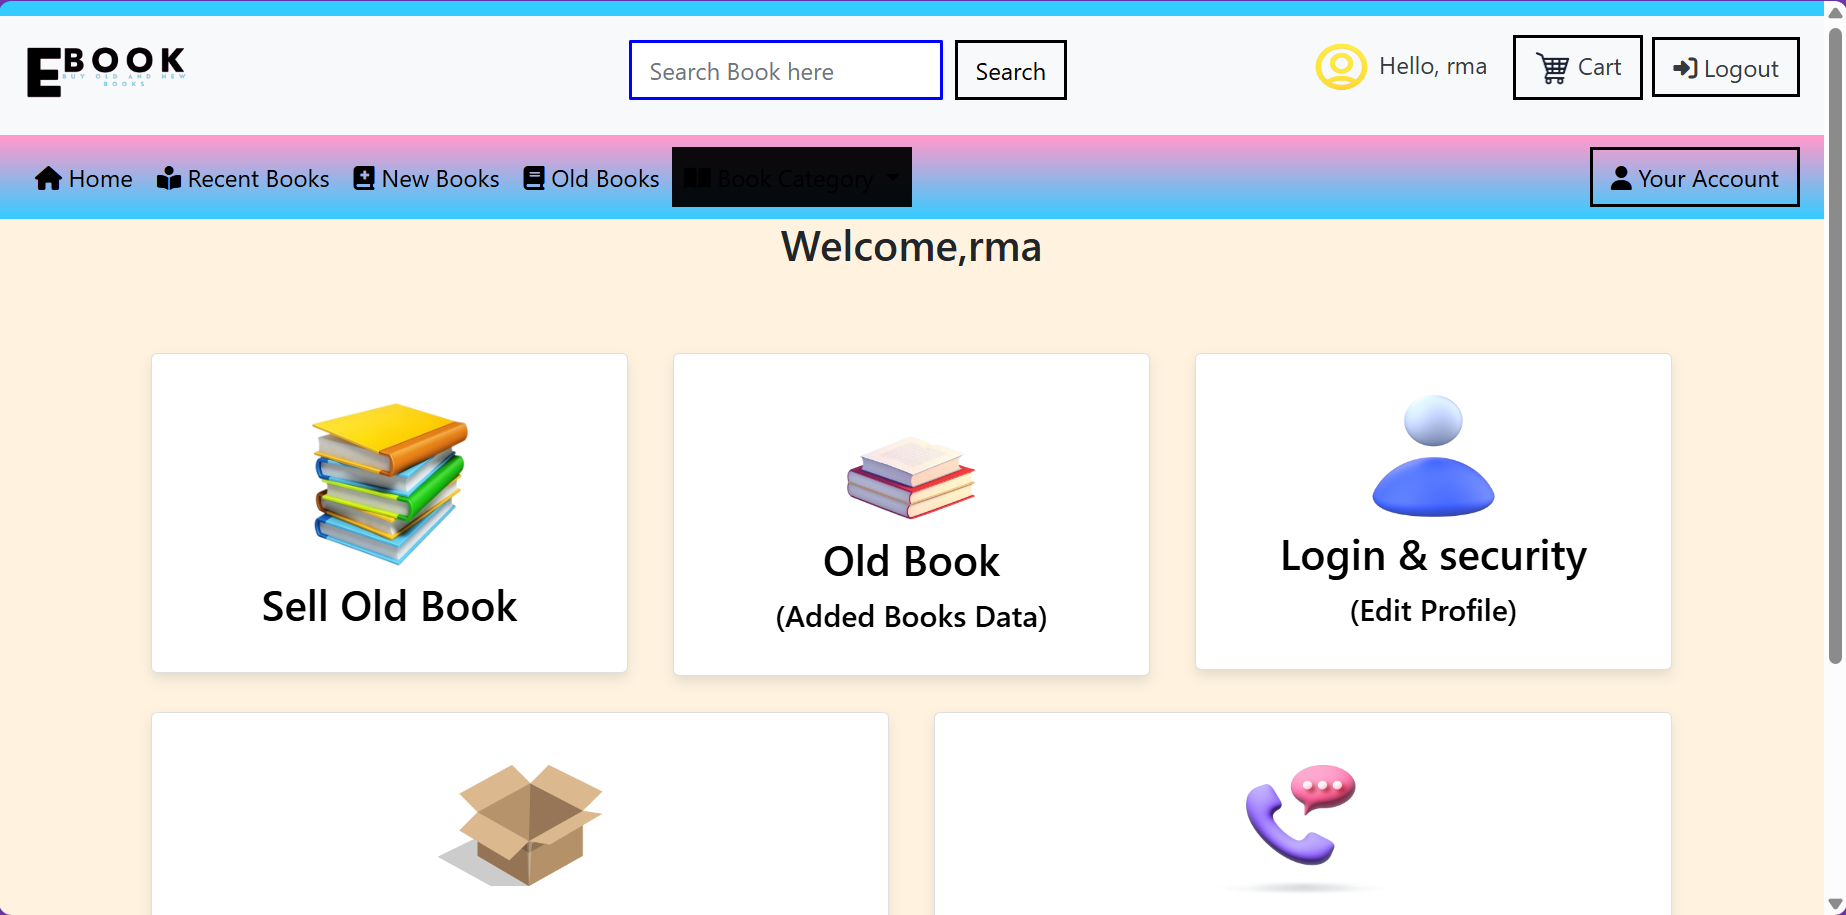 EBOOK
BUY OLD AND NEW
BOOKS
Search Book here
Search
Hello, rma
Cart
Logout
Home
Recent Books
New Books
Old Books
Book Category
Your Account
Welcome,rma
Sell Old Book
Old Book
(Added Books Data)
Login & security
(Edit Profile)